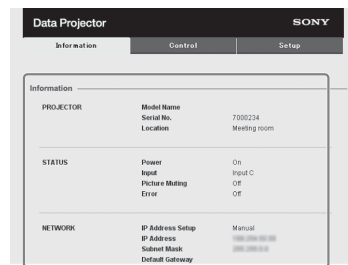 Data Projector SONY
Information Control Setup
Information
PROJECTOR Model Name
Serial No. 7000234
Location Meeting room
STATUS Power On
Input Input C
Picture Muting Off
Error Off
NETWORK IP Address Setup Manual
IP Address
Subnet Mask
Default Gateway